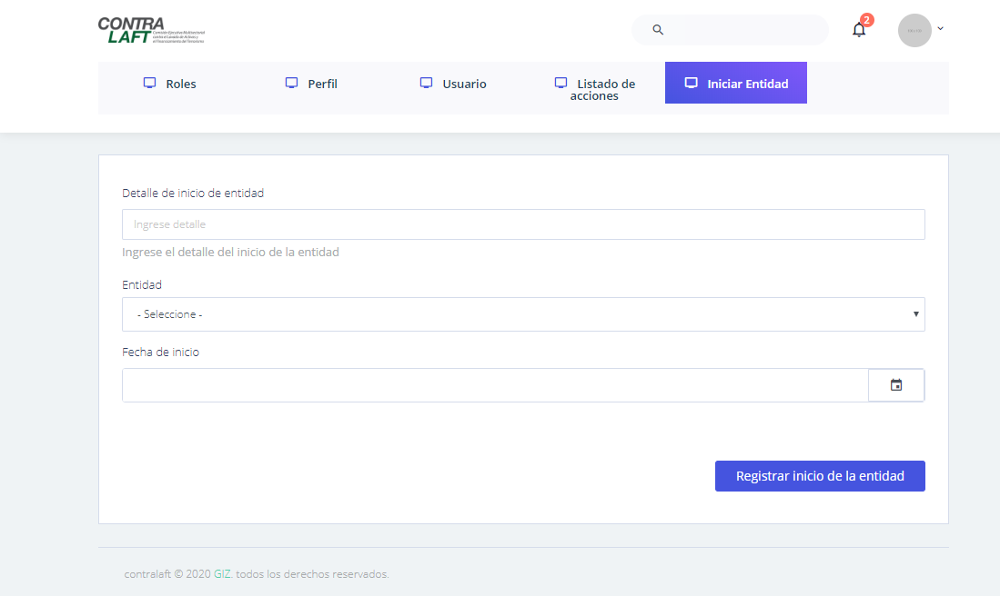 CONTRA
LAFT
Comisión Ejecutiva Multisectorial
contra el Lavado de Activos y
el Financiamiento del Terrorismo
2
Roles
Perfil
Usuario
Listado de
acciones
Iniciar Entidad
Detalle de inicio de entidad
Ingrese detalle
Ingrese el detalle del inicio de la entidad
Entidad
- Seleccione -
Fecha de inicio
Registrar inicio de la entidad
contralaft © 2020 GIZ. todos los derechos reservados.